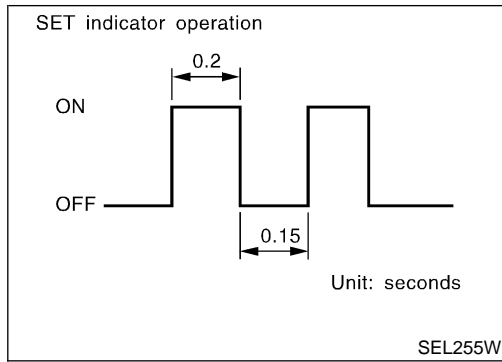 SET indicator operation
0.2
ON
OFF
0.15
Unit: seconds
SEL255W